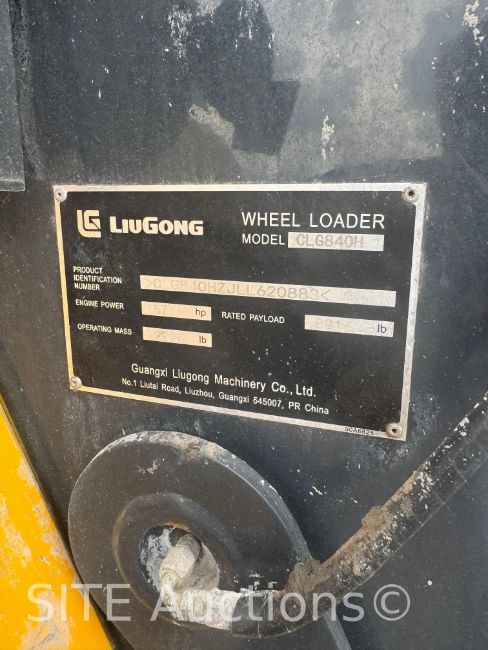 LG LIUGONG
WHEEL LOADER
MODEL CLG840H
PRODUCT
IDENTIFICATION
NUMBER
ENGINE POWER hp
RATED PAYLOAD lb
OPERATING MASS lb
Guangxi Liugong Machinery Co., Ltd.
No.1 Liutai Road, Liuzhou, Guangxi 545007, PR China
SITE Auctions©